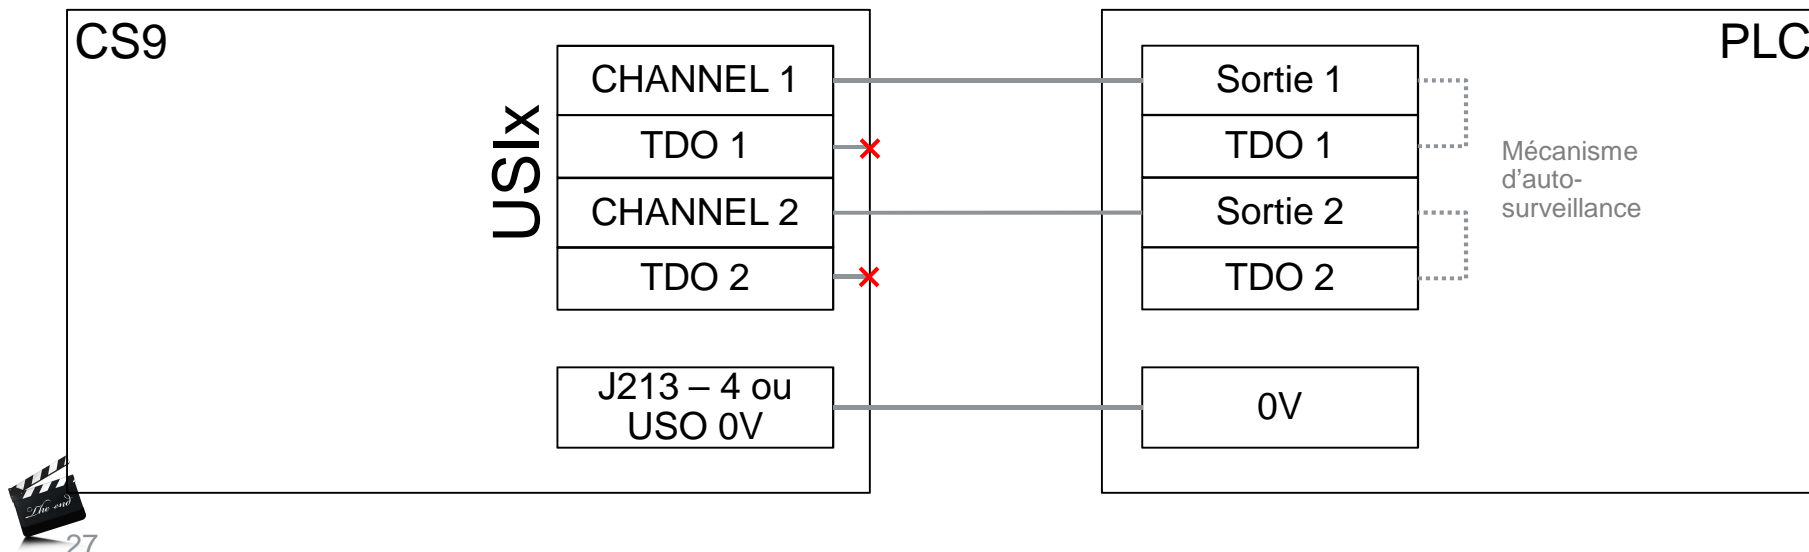 CS9
USIx
CHANNEL 1
TDO 1
CHANNEL 2
TDO 2
J213 – 4 ou
USO 0V
PLC
Sortie 1
TDO 1
Sortie 2
TDO 2
0V
Mécanisme
d’auto-
surveillance
The end
27